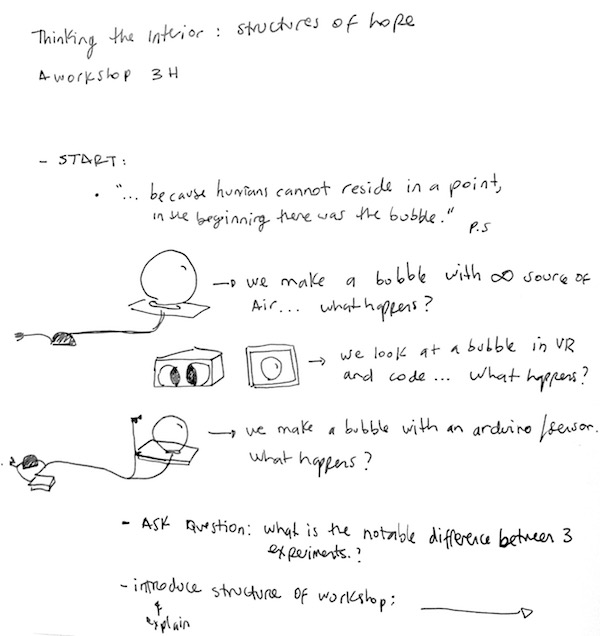 Thinking the interior : structures of hope
A workshop 3H
- START:
• "... because humans cannot reside in a point,
in the beginning there was the bubble."
P.S
→ we make a bubble with ∞ source of
Air... what happens?
→ we look at a bubble in VR
and code... what happens?
→ we make a bubble with an arduino/sensor.
what happens?
- ASK Question: what is the notable difference between 3
experiments.?
- introduce structure of workshop: →
&
explain